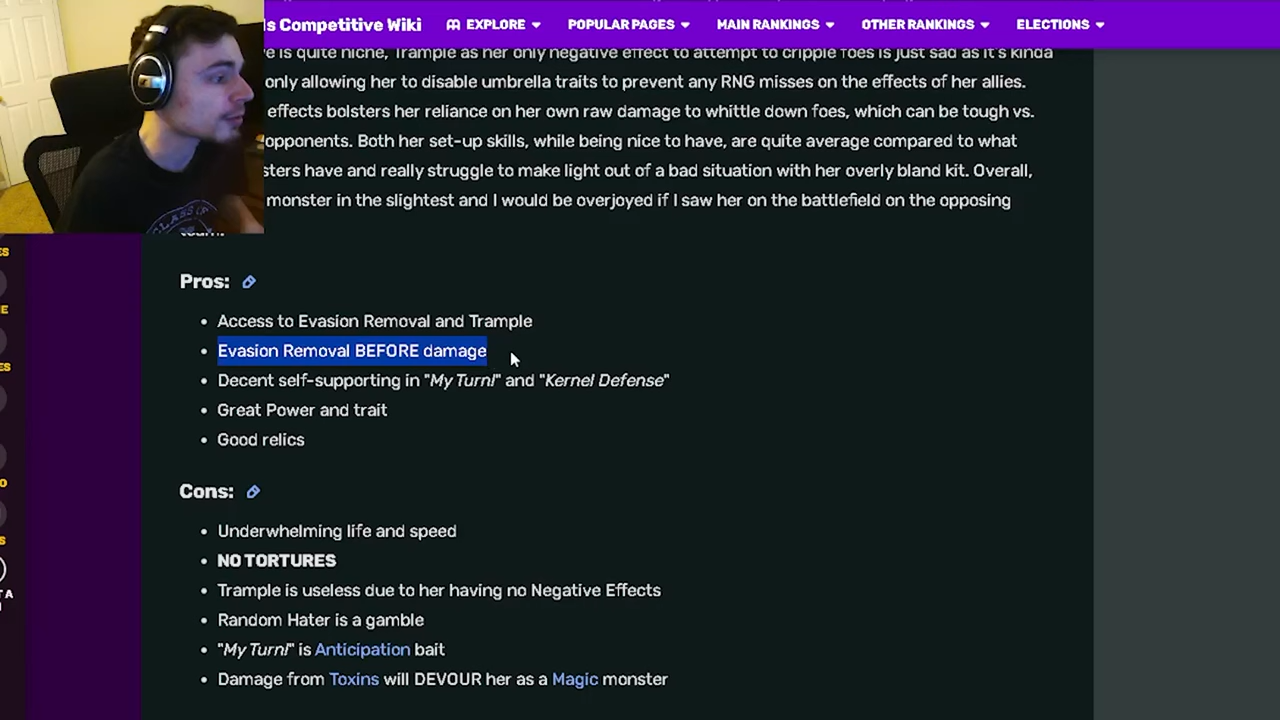 ls Competitive Wiki EXPLORE POPULAR PAGES MAIN RANKINGS OTHER RANKINGS ELECTIONS
is quite niche, Trample as her only negative effect to attempt to cripple foes is just sad as it's kinda
only allowing her to disable umbrella traits to prevent any RNG misses on the effects of her allies.
effects bolsters her reliance on her own raw damage to whittle down foes, which can be tough vs.
opponents. Both her set-up skills, while being nice to have, are quite average compared to what
sters have and really struggle to make light out of a bad situation with her overly bland kit. Overall,
monster in the slightest and I would be overjoyed if I saw her on the battlefield on the opposing
team.
Pros:
• Access to Evasion Removal and Trample
• Evasion Removal BEFORE damage
• Decent self-supporting in "My Turn!" and "Kernel Defense"
• Great Power and trait
• Good relics
Cons:
• Underwhelming life and speed
• NO TORTURES
• Trample is useless due to her having no Negative Effects
• Random Hater is a gamble
• "My Turn!" is Anticipation bait
• Damage from Toxins will DEVOUR her as a Magic monster